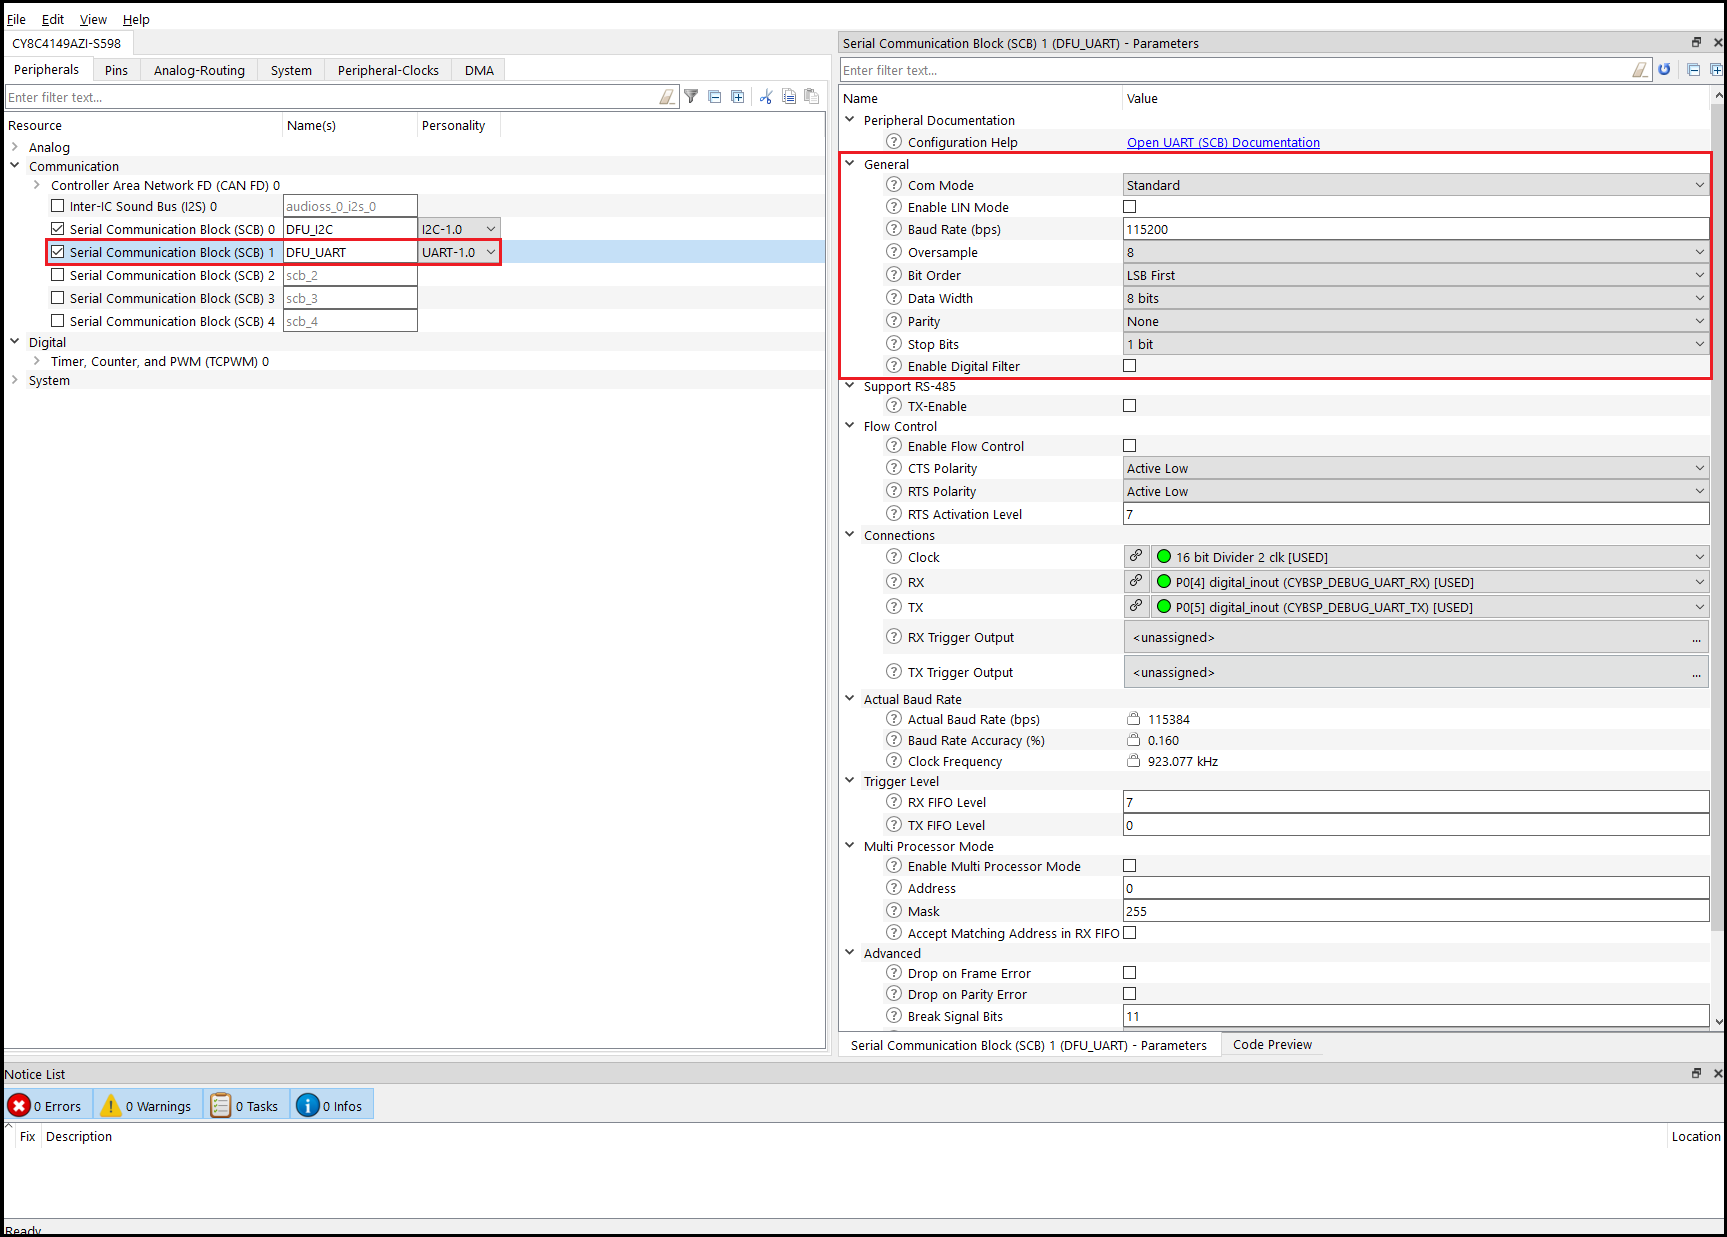 File Edit View Help
CY8C4149AZI-S598
Peripherals Pins Analog-Routing System Peripheral-Clocks DMA
Enter filter text...
Resource Name(s) Personality
Analog
Communication
Controller Area Network FD (CAN FD) 0
Inter-IC Sound Bus (I2S) 0 audioss_0_i2s_0
Serial Communication Block (SCB) 0 DFU_I2C I2C-1.0
Serial Communication Block (SCB) 1 DFU_UART UART-1.0
Serial Communication Block (SCB) 2 scb_2
Serial Communication Block (SCB) 3 scb_3
Serial Communication Block (SCB) 4 scb_4
Digital
Timer, Counter, and PWM (TCPWM) 0
System
Serial Communication Block (SCB) 1 (DFU_UART) - Parameters
Enter filter text...
Name Value
Peripheral Documentation
Configuration Help Open UART (SCB) Documentation
General
Com Mode Standard
Enable LIN Mode
Baud Rate (bps) 115200
Oversample 8
Bit Order LSB First
Data Width 8 bits
Parity None
Stop Bits 1 bit
Enable Digital Filter
Support RS-485
TX-Enable
Flow Control
Enable Flow Control
CTS Polarity Active Low
RTS Polarity Active Low
RTS Activation Level 7
Connections
Clock 16 bit Divider 2 clk [USED]
RX P0[4] digital_inout (CYBSP_DEBUG_UART_RX) [USED]
TX P0[5] digital_inout (CYBSP_DEBUG_UART_TX) [USED]
RX Trigger Output <unassigned> ...
TX Trigger Output <unassigned> ...
Actual Baud Rate
Actual Baud Rate (bps) 115384
Baud Rate Accuracy (%) 0.160
Clock Frequency 923.077 kHz
Trigger Level
RX FIFO Level 7
TX FIFO Level 0
Multi Processor Mode
Enable Multi Processor Mode
Address 0
Mask 255
Accept Matching Address in RX FIFO
Advanced
Drop on Frame Error
Drop on Parity Error
Break Signal Bits 11
Serial Communication Block (SCB) 1 (DFU_UART) - Parameters Code Preview
Notice List
0 Errors 0 Warnings 0 Tasks 0 Infos
Fix Description Location
Ready